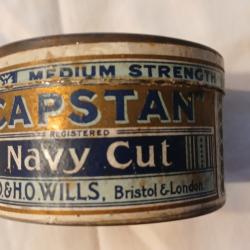 MEDIUM STRENGTH
CAPSTAN"
REGISTERED
Navy Cut
D.&H.O.WILLS, Bristol & London.